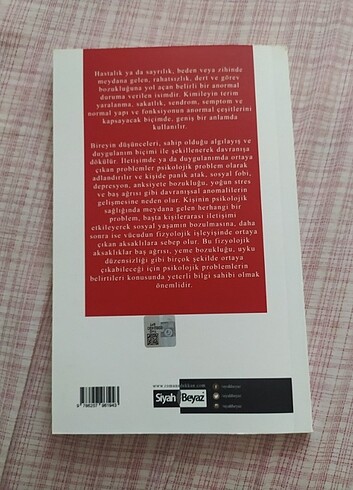 Hastalık ya da sayrılık, beden veya zihinde
meydana gelen, rahatsızlık, dert ve görev
bozukluğuna yol açan belirli bir anormal
duruma verilen isimdir. Kimileyin terim
yaralanma, sakatlık, sendrom, semptom ve
normal yapı ve fonksiyonun anormal çeşitlerini
kapsayacak biçimde, geniş bir anlamda
kullanılır.
Bireyin düşünceleri, sahip olduğu algılayış ve
duygulanım biçimi ile şekillenerek davranışa
dökülür. İletişimde ya da duygulanımda ortaya
çıkan problemler psikolojik problem olarak
adlandırılır ve kişide panik atak, sosyal fobi,
depresyon, anksiyete bozukluğu, yoğun stres
ve baş ağrısı gibi davranışsal anomalilerin
gelişmesine neden olur. Kişinin psikolojik
sağlığında meydana gelen herhangi bir
problem, başta kişilerarası iletişimi
etkileyerek sosyal yaşamın bozulmasına, daha
sonra ise vücudun fizyolojik işleyişinde ortaya
çıkan aksaklılara sebep olur. Bu fizyolojik
aksaklıklar baş ağrısı, yeme bozukluğu, uyku
düzensizliği gibi birçok şekilde ortaya
çıkabileceği için psikolojik problemlerin
belirtileri konusunda yeterli bilgi sahibi olmak
önemlidir.
Siyah Beyaz